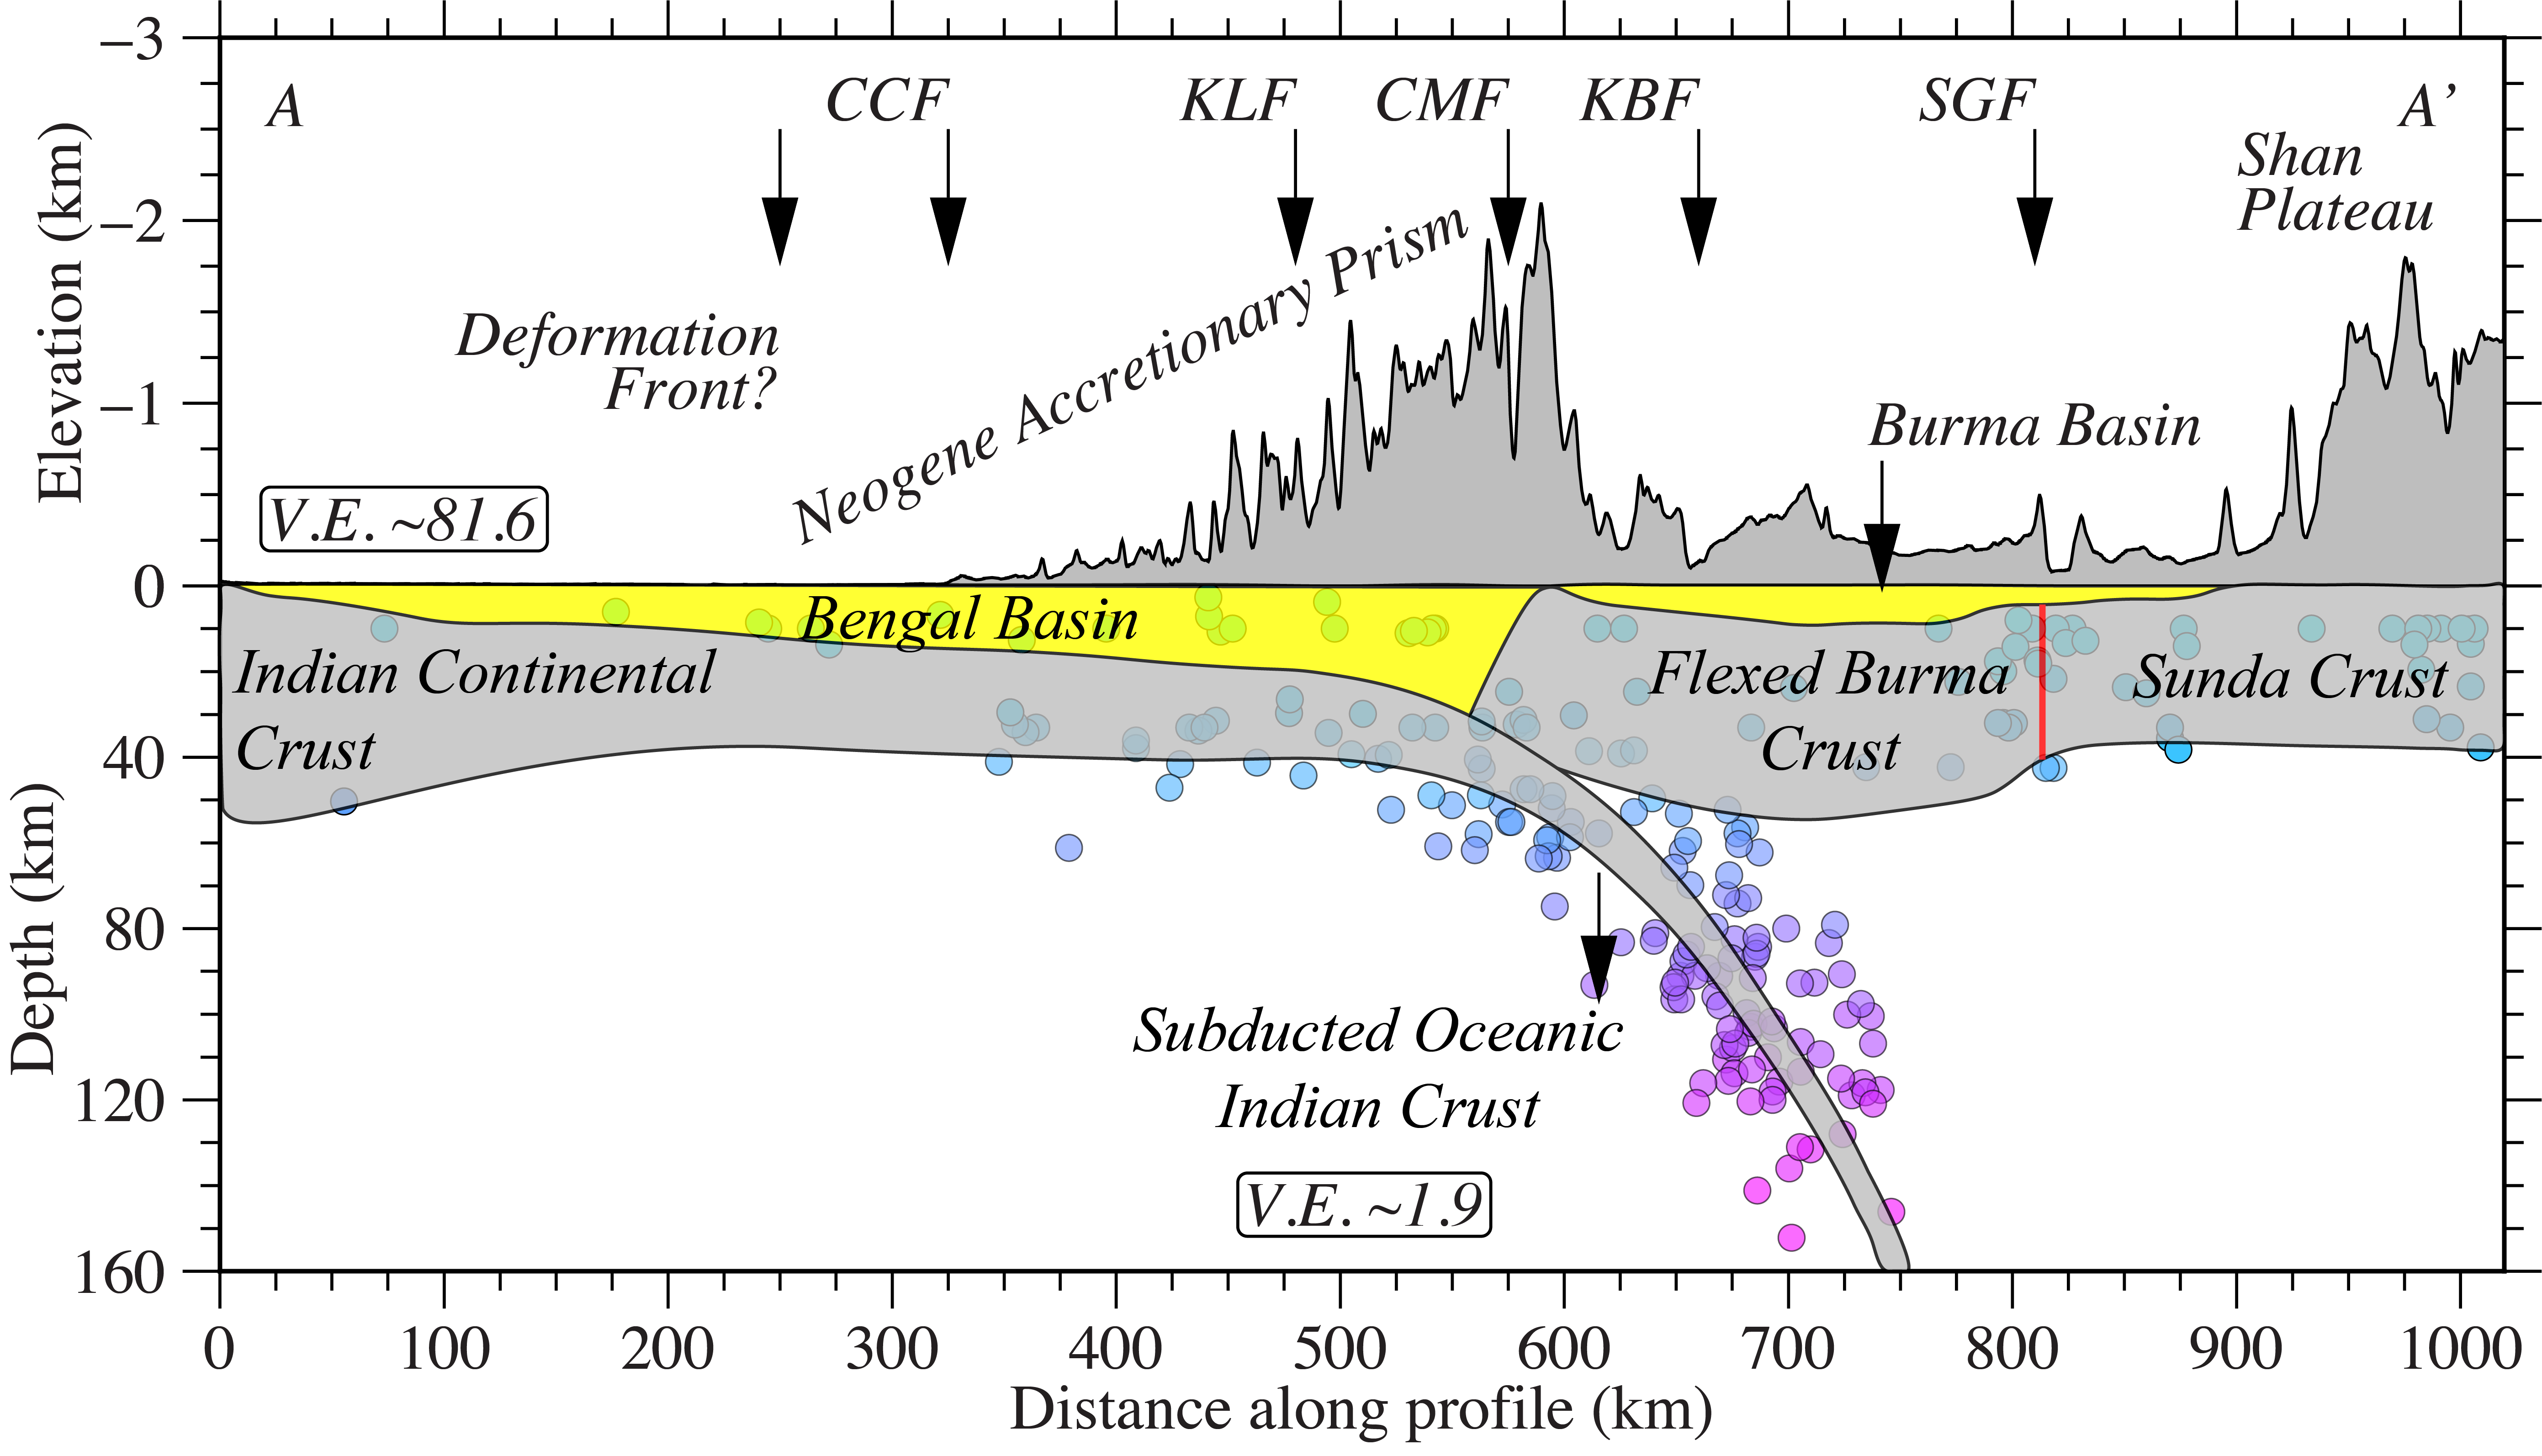 −3
−2
−1
0
40
80
120
160
Elevation (km)
Depth (km)
A
CCF
KLF
CMF
KBF
SGF
A’
Shan
Plateau
Deformation
Front?
Neogene Accretionary Prism
Burma Basin
V.E. ~81.6
Bengal Basin
Indian Continental
Crust
Flexed Burma
Crust
Sunda Crust
Subducted Oceanic
Indian Crust
V.E. ~1.9
0 100 200 300 400 500 600 700 800 900 1000
Distance along profile (km)